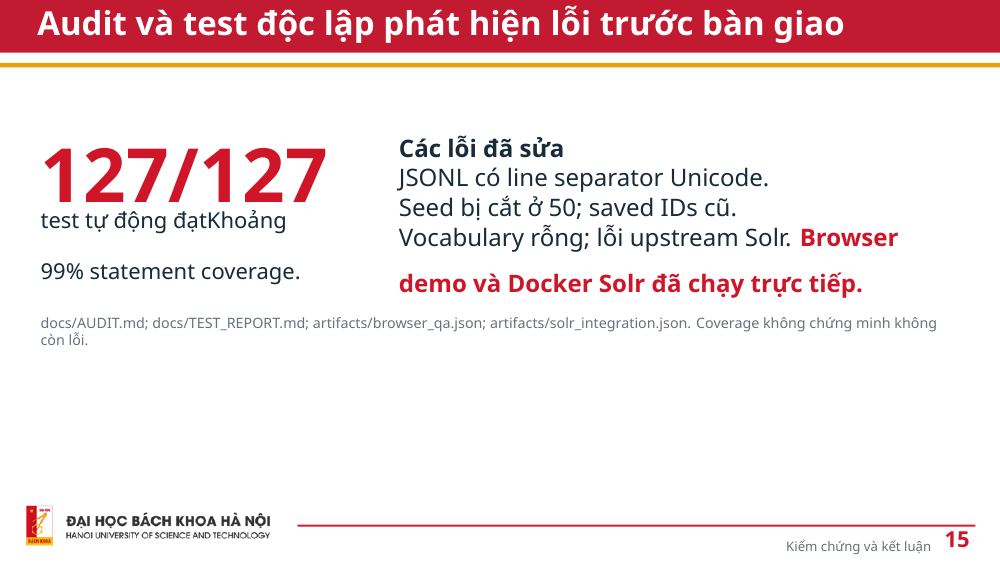 Audit và test độc lập phát hiện lỗi trước bàn giao
127/127
test tự động đạtKhoảng
99% statement coverage.
Các lỗi đã sửa
JSONL có line separator Unicode.
Seed bị cắt ở 50; saved IDs cũ.
Vocabulary rỗng; lỗi upstream Solr. Browser
demo và Docker Solr đã chạy trực tiếp.
docs/AUDIT.md; docs/TEST_REPORT.md; artifacts/browser_qa.json; artifacts/solr_integration.json. Coverage không chứng minh không
còn lỗi.
ĐẠI HỌC BÁCH KHOA HÀ NỘI
HANOI UNIVERSITY OF SCIENCE AND TECHNOLOGY
Kiểm chứng và kết luận
15